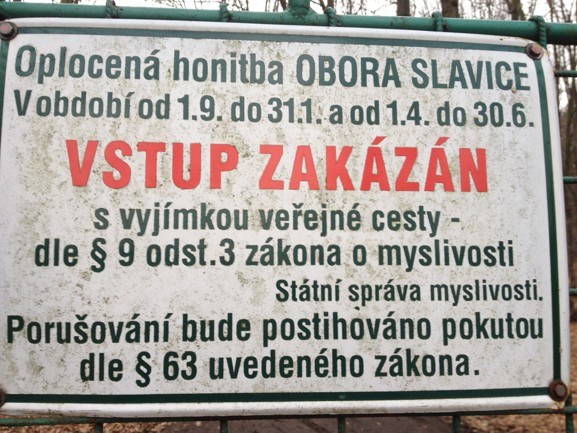 Oplocená honitba OBORA SLAVICE
V období od 1.9. do 31.1. a od 1.4. do 30.6.
VSTUP ZAKÁZÁN
s vyjímkou veřejné cesty -
dle § 9 odst.3 zákona o myslivosti
Státní správa myslivosti.
Porušování bude postihováno pokutou
dle § 63 uvedeného zákona.